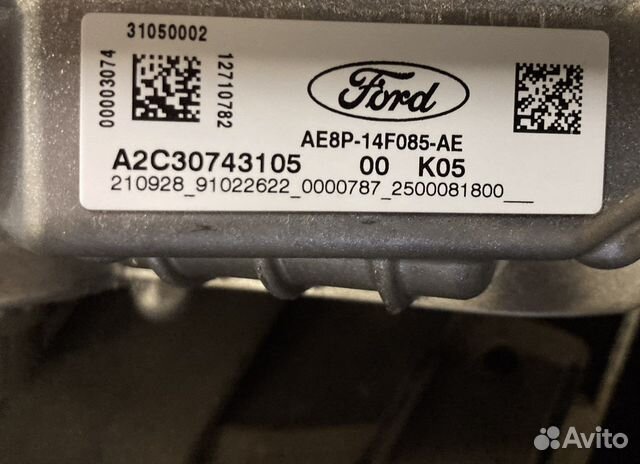 31050002
00003074
12710782
Ford
AE8P-14F085-AE
A2C30743105 00 K05
210928_91022622_0000787_2500081800___
Avito